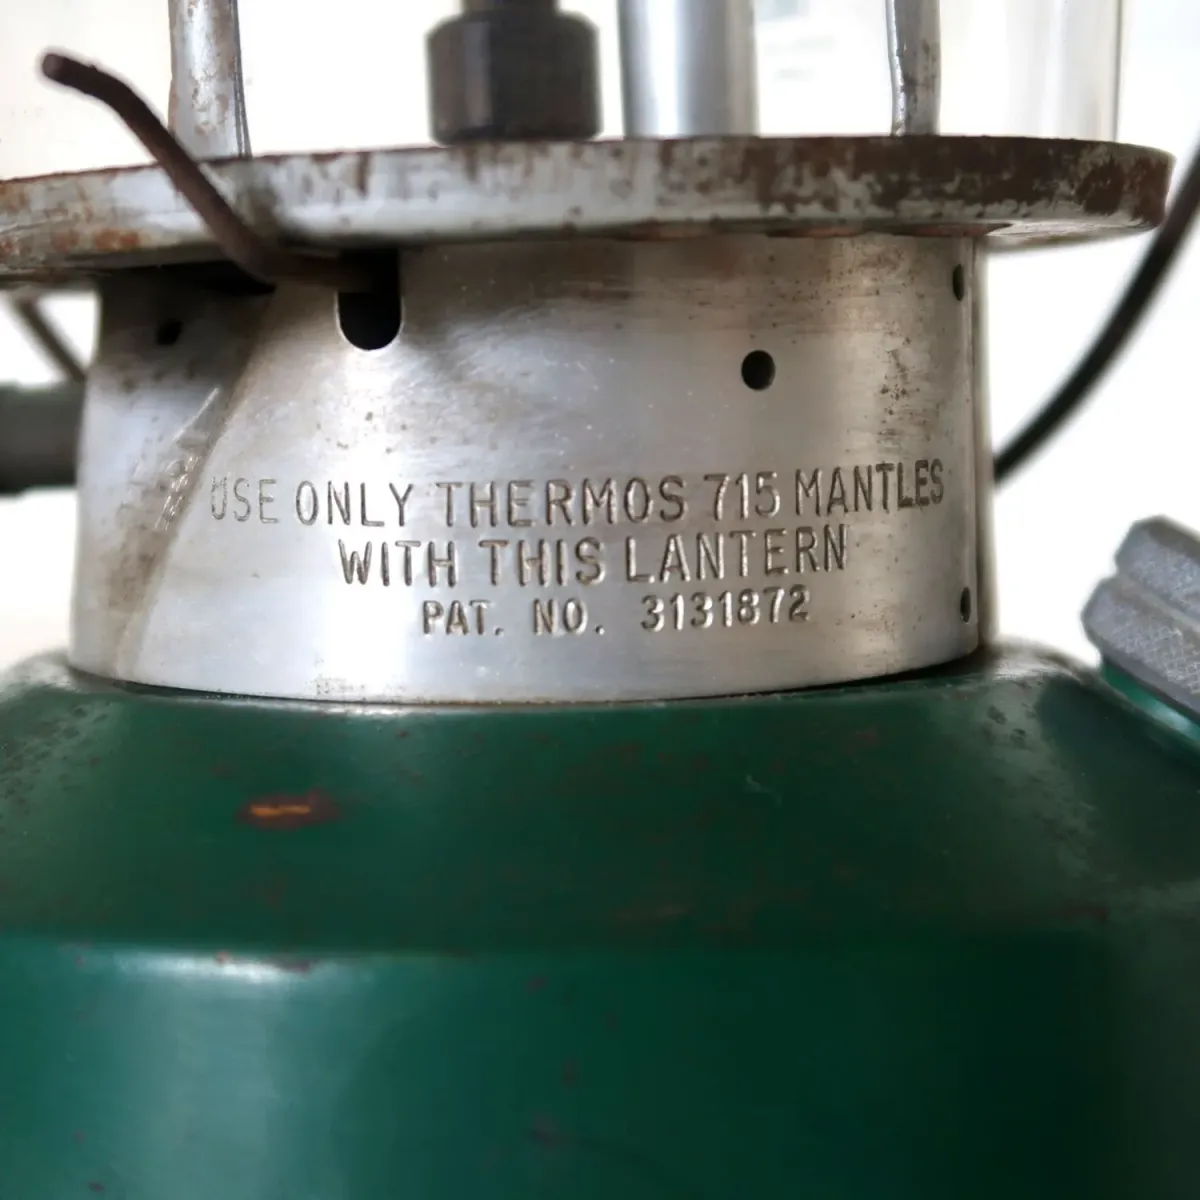 USE ONLY THERMOS 715 MANTLES
WITH THIS LANTERN
PAT. NO. 3131872